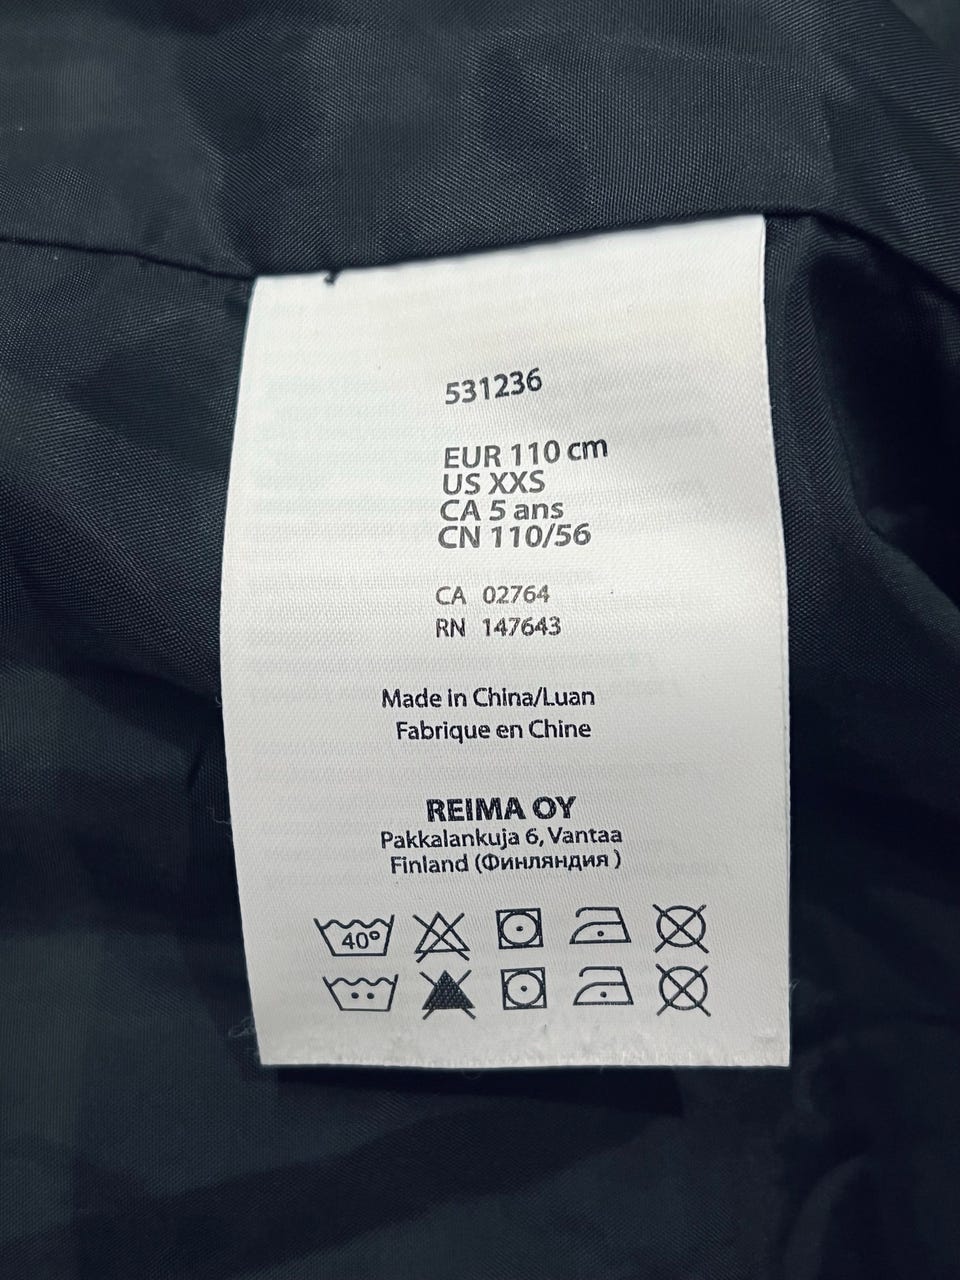 531236
EUR 110 cm
US XXS
CA 5 ans
CN 110/56
CA 02764
RN 147643
Made in China/Luan
Fabrique en Chine
REIMA OY
Pakkalankuja 6, Vantaa
Finland (Финляндия )
40°